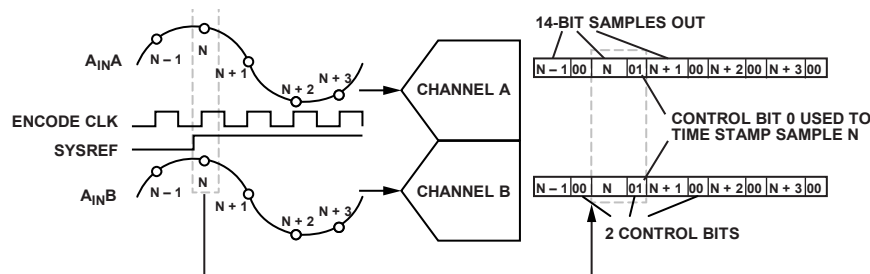 14-BIT SAMPLES OUT
AINA
N – 1
N
N + 1
N + 2
N + 3
CHANNEL A
N – 1 00 N 01 N + 1 00 N + 2 00 N + 3 00
ENCODE CLK
SYSREF
CONTROL BIT 0 USED TO
TIME STAMP SAMPLE N
AINB
N – 1
N
N + 1
N + 2
N + 3
CHANNEL B
N – 1 00 N 01 N + 1 00 N + 2 00 N + 3 00
2 CONTROL BITS